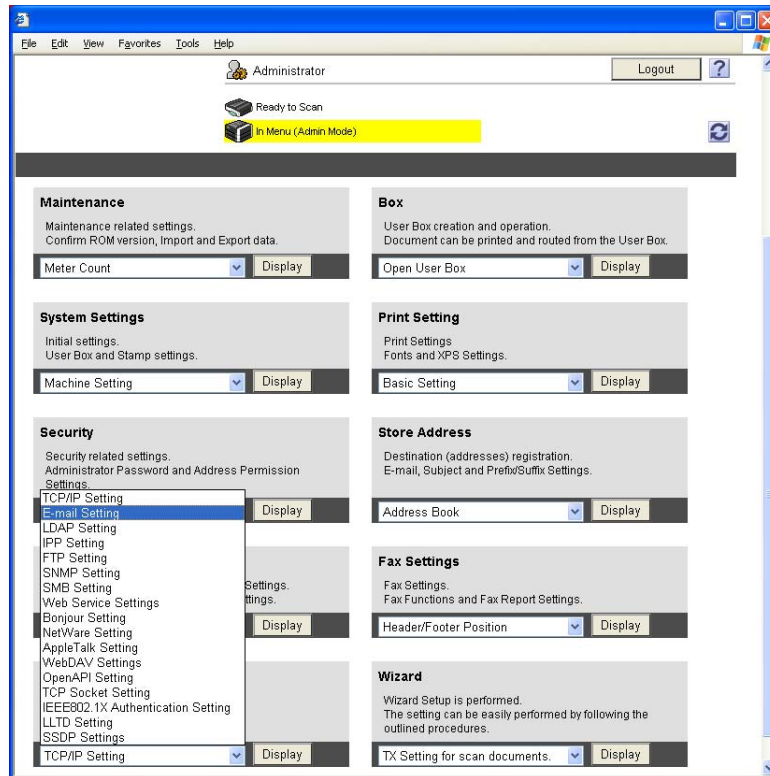 File Edit View Favorites Tools Help
Administrator
Logout
?
Ready to Scan
In Menu (Admin Mode)
Maintenance
Maintenance related settings.
Confirm ROM version, Import and Export data.
Meter Count
Display
Box
User Box creation and operation.
Document can be printed and routed from the User Box.
Open User Box
Display
System Settings
Initial settings.
User Box and Stamp settings.
Machine Setting
Display
Print Setting
Print Settings
Fonts and XPS Settings.
Basic Setting
Display
Security
Security related settings.
Administrator Password and Address Permission
Settings.
Display
Store Address
Destination (addresses) registration.
E-mail, Subject and Prefix/Suffix Settings.
Address Book
Display
TCP/IP Setting
E-mail Setting
LDAP Setting
IPP Setting
FTP Setting
SNMP Setting
SMB Setting
Web Service Settings
Bonjour Setting
NetWare Setting
AppleTalk Setting
WebDAV Settings
OpenAPI Setting
TCP Socket Setting
IEEE802.1X Authentication Setting
LLTD Setting
SSDP Settings
Settings.
ttings.
Display
Fax Settings
Fax Settings.
Fax Functions and Fax Report Settings.
Header/Footer Position
Display
TCP/IP Setting
Display
Wizard
Wizard Setup is performed.
The setting can be easily performed by following the
outlined procedures.
TX Setting for scan documents.
Display